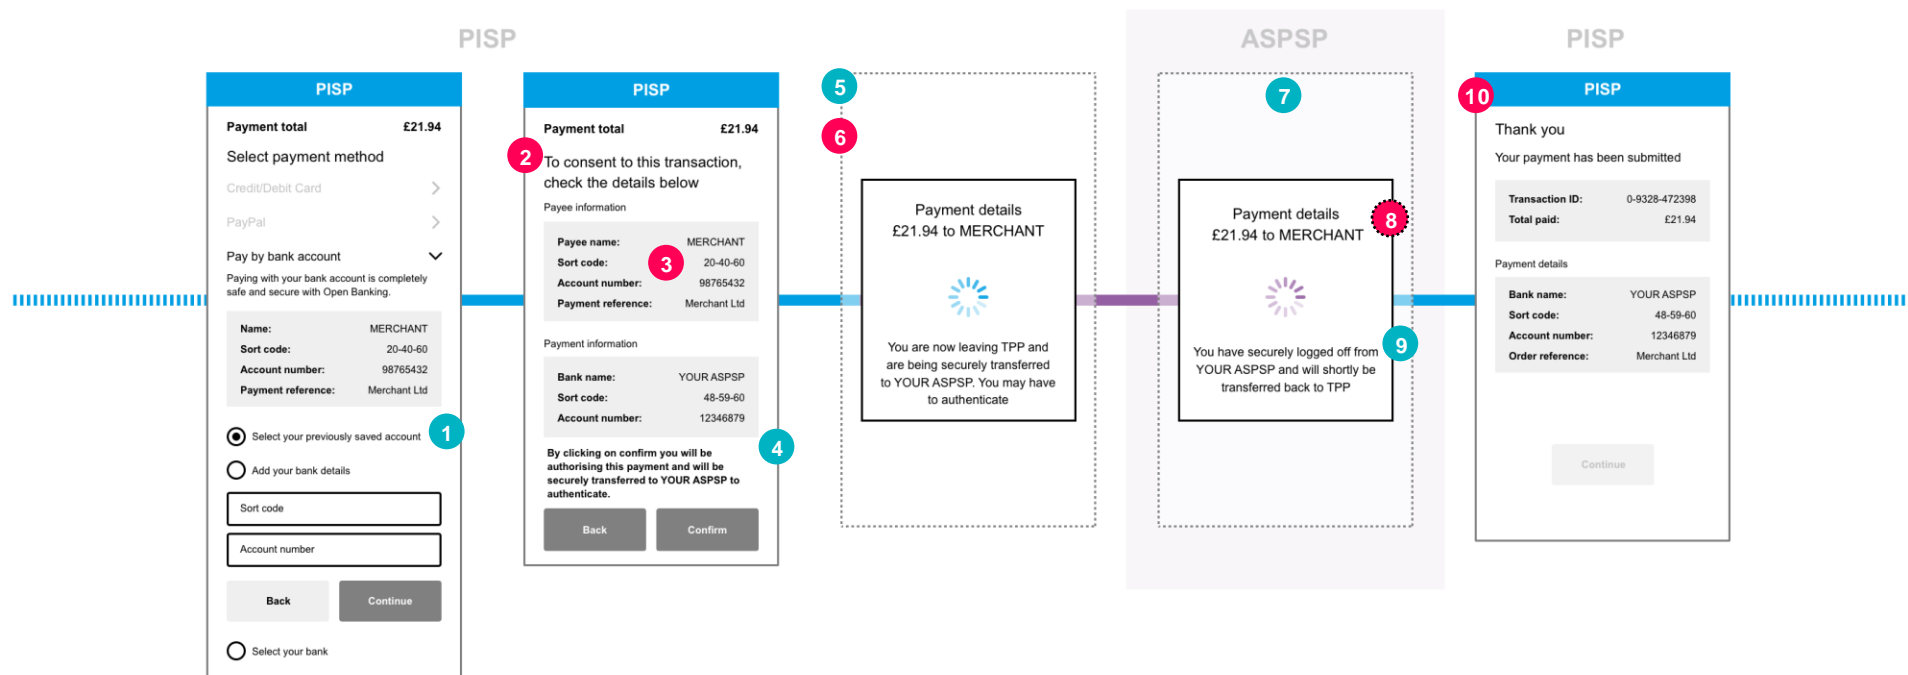 PISP
ASPSP
PISP
PISP
Payment total £21.94
Select payment method
Credit/Debit Card
PayPal
Pay by bank account
Paying with your bank account is completely
safe and secure with Open Banking.
Name: MERCHANT
Sort code: 20-40-60
Account number: 98765432
Payment reference: Merchant Ltd
Select your previously saved account
1
Add your bank details
Sort code
Account number
Back Continue
Select your bank
PISP
Payment total £21.94
2
To consent to this transaction,
check the details below
Payee information
Payee name: MERCHANT
Sort code: 20-40-60
3
Account number: 98765432
Payment reference: Merchant Ltd
Payment information
Bank name: YOUR ASPSP
Sort code: 48-59-60
Account number: 12346879
4
By clicking on confirm you will be
authorising this payment and will be
securely transferred to YOUR ASPSP to
authenticate.
Back Confirm
5
6
Payment details
£21.94 to MERCHANT
You are now leaving TPP and
are being securely transferred
to YOUR ASPSP. You may have
to authenticate
7
Payment details
£21.94 to MERCHANT
8
You have securely logged off from
YOUR ASPSP and will shortly be
transferred back to TPP
9
10
PISP
Thank you
Your payment has been submitted
Transaction ID: 0-9328-472398
Total paid: £21.94
Payment details
Bank name: YOUR ASPSP
Sort code: 48-59-60
Account number: 12346879
Order reference: Merchant Ltd
Continue